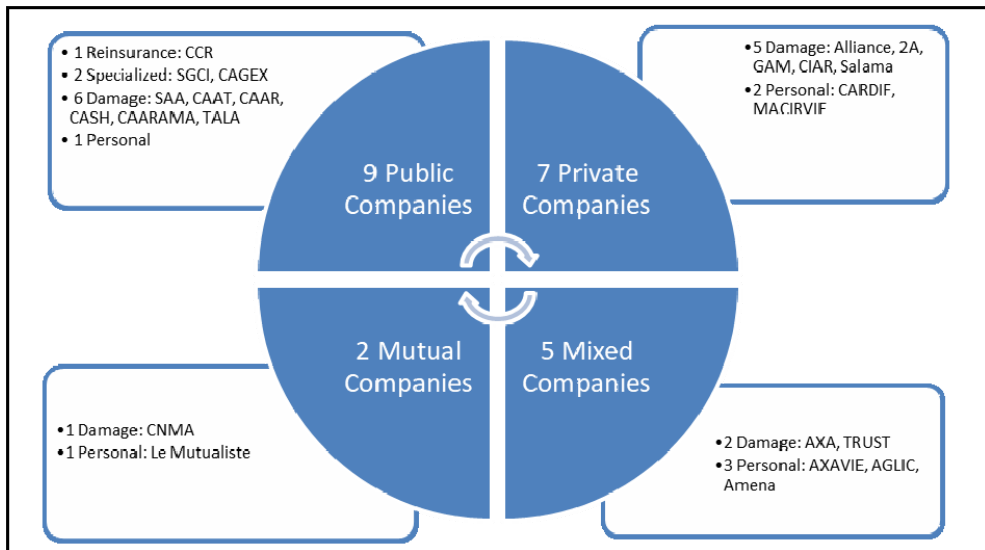 • 1 Reinsurance: CCR
• 2 Specialized: SGCI, CAGEX
• 6 Damage: SAA, CAAT, CAAR,
CASH, CAARAMA, TALA
• 1 Personal
•5 Damage: Alliance, 2A,
GAM, CIAR, Salama
•2 Personal: CARDIF,
MACIRVIF
9 Public
Companies
7 Private
Companies
2 Mutual
Companies
5 Mixed
Companies
•1 Damage: CNMA
•1 Personal: Le Mutualiste
•2 Damage: AXA, TRUST
•3 Personal: AXAVIE, AGLIC,
Amena